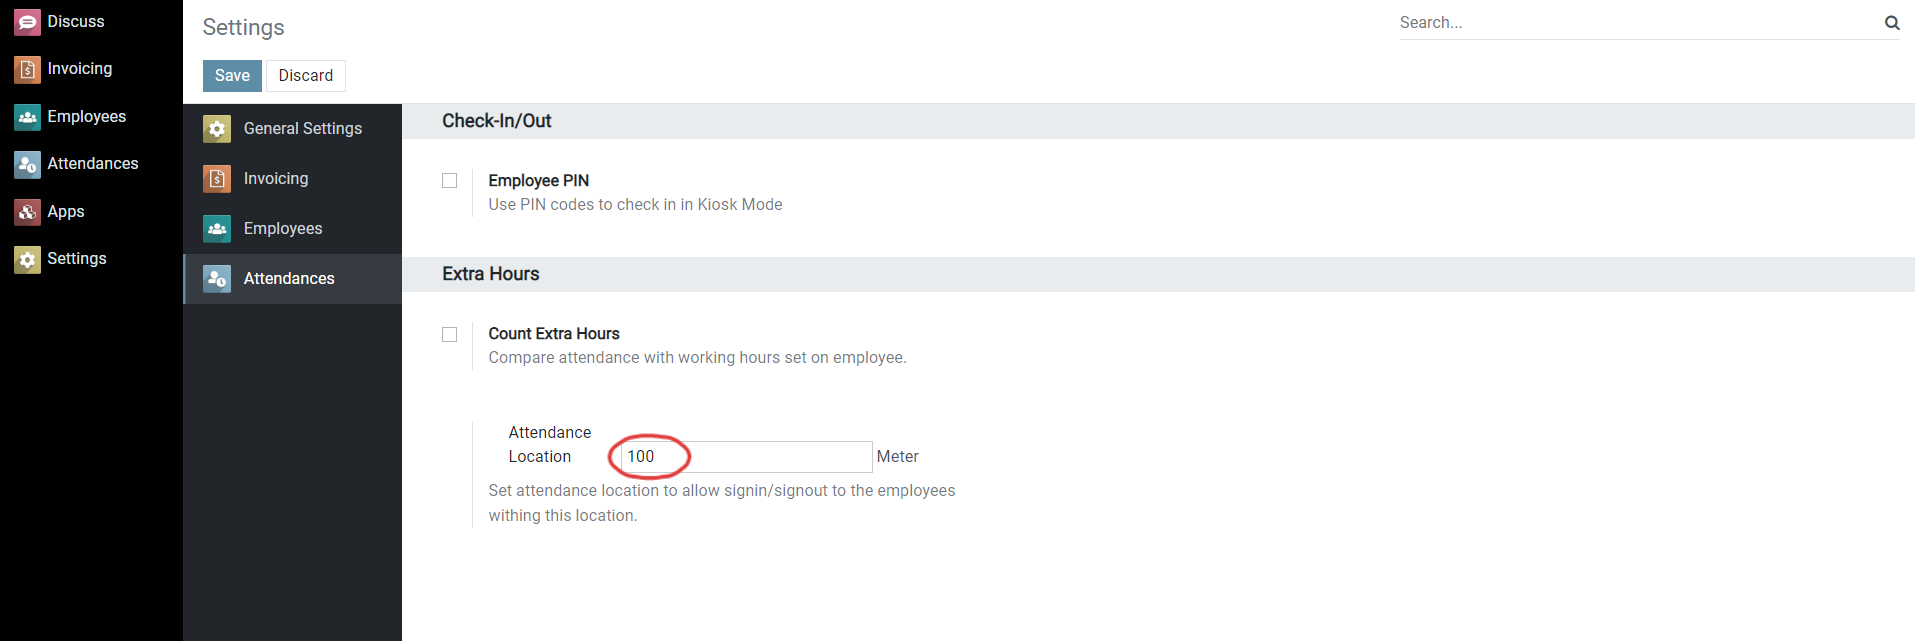 Discuss
Invoicing
Employees
Attendances
Apps
Settings
Settings
Search...
Save
Discard
General Settings
Invoicing
Employees
Attendances
Check-In/Out
Employee PIN
Use PIN codes to check in in Kiosk Mode
Extra Hours
Count Extra Hours
Compare attendance with working hours set on employee.
Attendance
Location
100
Meter
Set attendance location to allow signin/signout to the employees
withing this location.